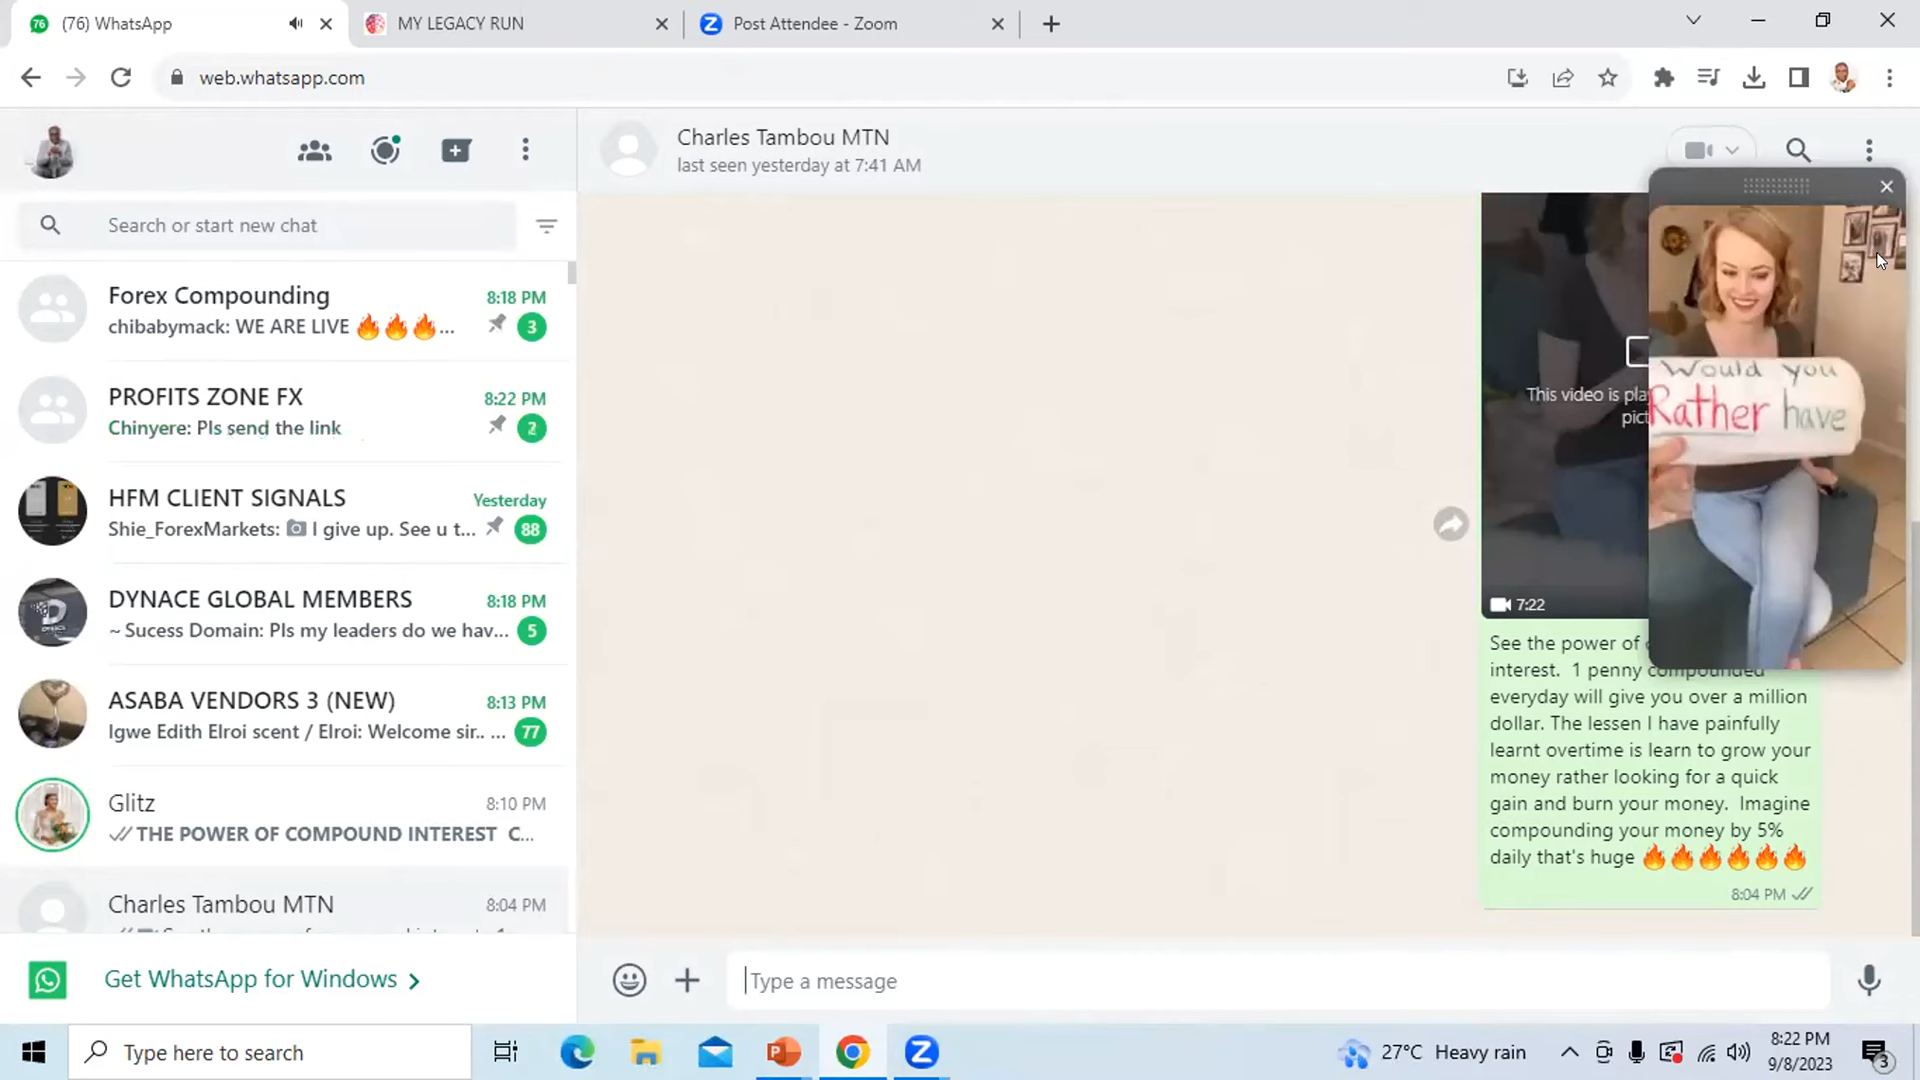 (76) WhatsApp
MY LEGACY RUN
Post Attendee - Zoom
web.whatsapp.com
Charles Tambou MTN
last seen yesterday at 7:41 AM
Search or start new chat
Forex Compounding
8:18 PM
chibabymack: WE ARE LIVE 🔥🔥🔥...
3
PROFITS ZONE FX
8:22 PM
Chinyere: Pls send the link
2
HFM CLIENT SIGNALS
Yesterday
Shie_ForexMarkets: I give up. See u t...
88
DYNACE GLOBAL MEMBERS
8:18 PM
~ Sucess Domain: Pls my leaders do we hav...
5
ASABA VENDORS 3 (NEW)
8:13 PM
Igwe Edith Elroi scent / Elroi: Welcome sir.. ...
77
Glitz
8:10 PM
THE POWER OF COMPOUND INTEREST C...
Charles Tambou MTN
8:04 PM
Get WhatsApp for Windows
This video is pla
pict
Would you
Rather have
7:22
See the power of
interest. 1 penny compounded
everyday will give you over a million
dollar. The lessen I have painfully
learnt overtime is learn to grow your
money rather looking for a quick
gain and burn your money. Imagine
compounding your money by 5%
daily that's huge 🔥🔥🔥🔥🔥🔥
8:04 PM
Type a message
Type here to search
27°C Heavy rain
8:22 PM
9/8/2023
3